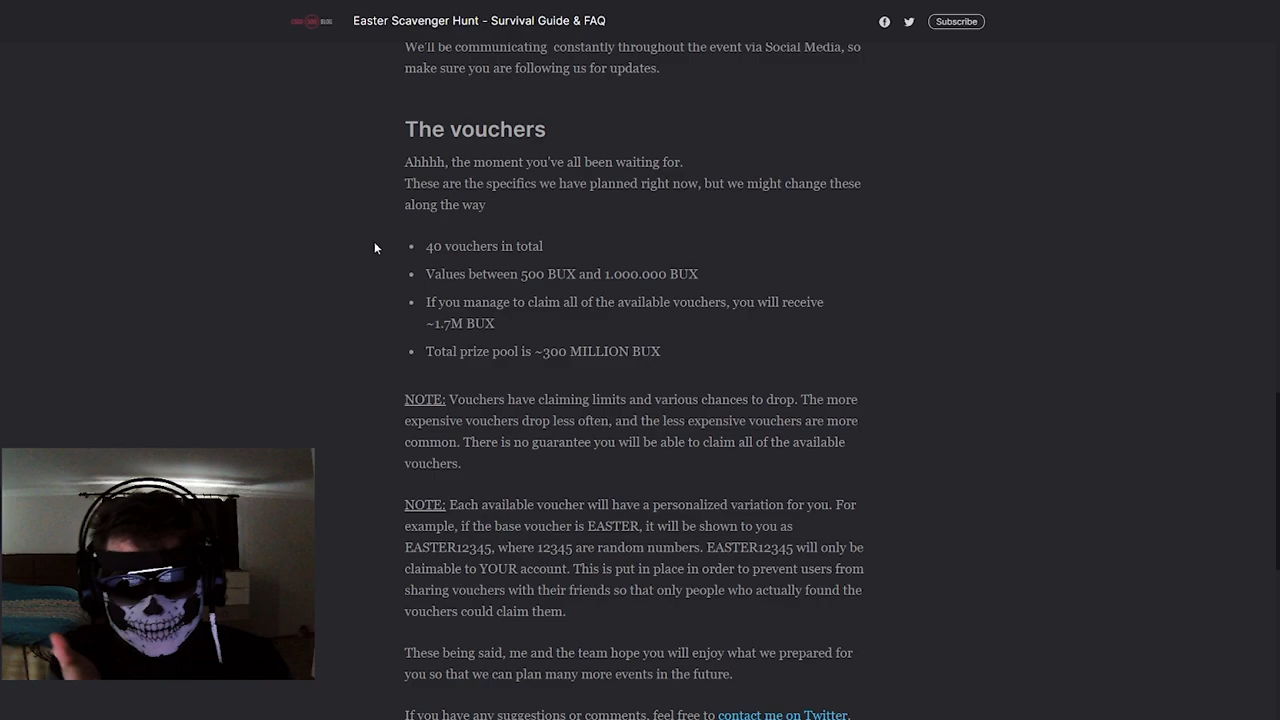 Easter Scavenger Hunt - Survival Guide & FAQ
Subscribe
We'll be communicating  constantly throughout the event via Social Media, so
make sure you are following us for updates.
The vouchers
Ahhhh, the moment you've all been waiting for.
These are the specifics we have planned right now, but we might change these
along the way
• 40 vouchers in total
• Values between 500 BUX and 1.000.000 BUX
• If you manage to claim all of the available vouchers, you will receive
~1.7M BUX
• Total prize pool is ~300 MILLION BUX
NOTE: Vouchers have claiming limits and various chances to drop. The more
expensive vouchers drop less often, and the less expensive vouchers are more
common. There is no guarantee you will be able to claim all of the available
vouchers.
NOTE: Each available voucher will have a personalized variation for you. For
example, if the base voucher is EASTER, it will be shown to you as
EASTER12345, where 12345 are random numbers. EASTER12345 will only be
claimable to YOUR account. This is put in place in order to prevent users from
sharing vouchers with their friends so that only people who actually found the
vouchers could claim them.
These being said, me and the team hope you will enjoy what we prepared for
you so that we can plan many more events in the future.
If you have any suggestions or comments, feel free to contact me on Twitter.